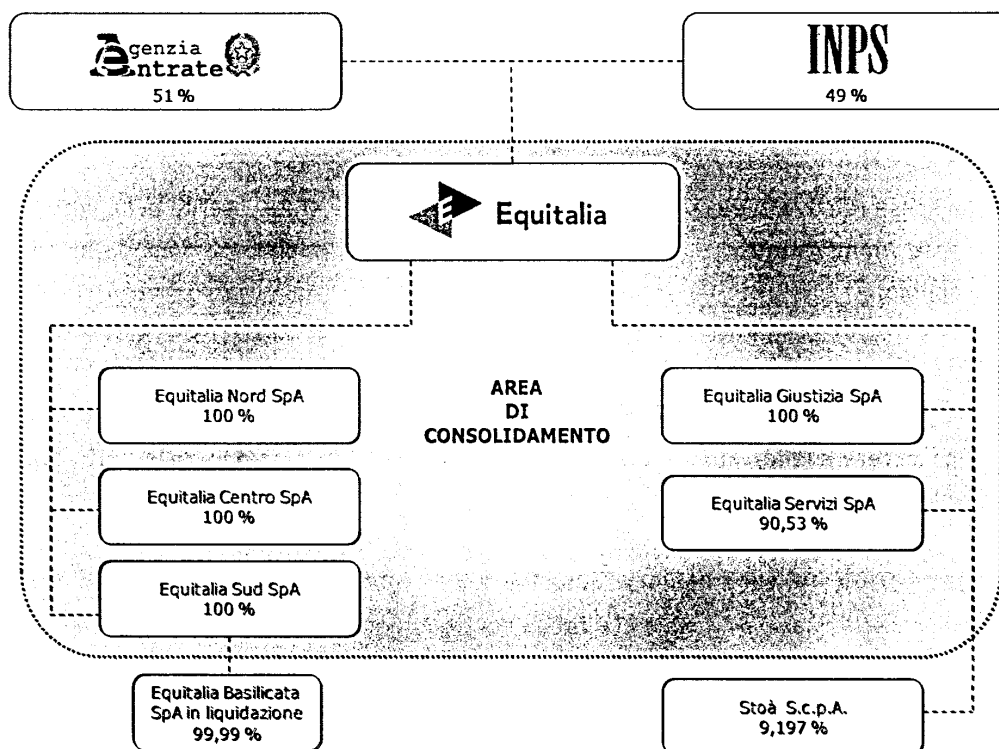 Agenzia
Entrate
51 %
INPS
49 %
E Equitalia
Equitalia Nord SpA
100 %
AREA
DI
CONSOLIDAMENTO
Equitalia Giustizia SpA
100 %
Equitalia Centro SpA
100 %
Equitalia Servizi SpA
90,53 %
Equitalia Sud SpA
100 %
Equitalia Basilicata
SpA in liquidazione
99,99 %
Stoà S.c.p.A.
9,197 %